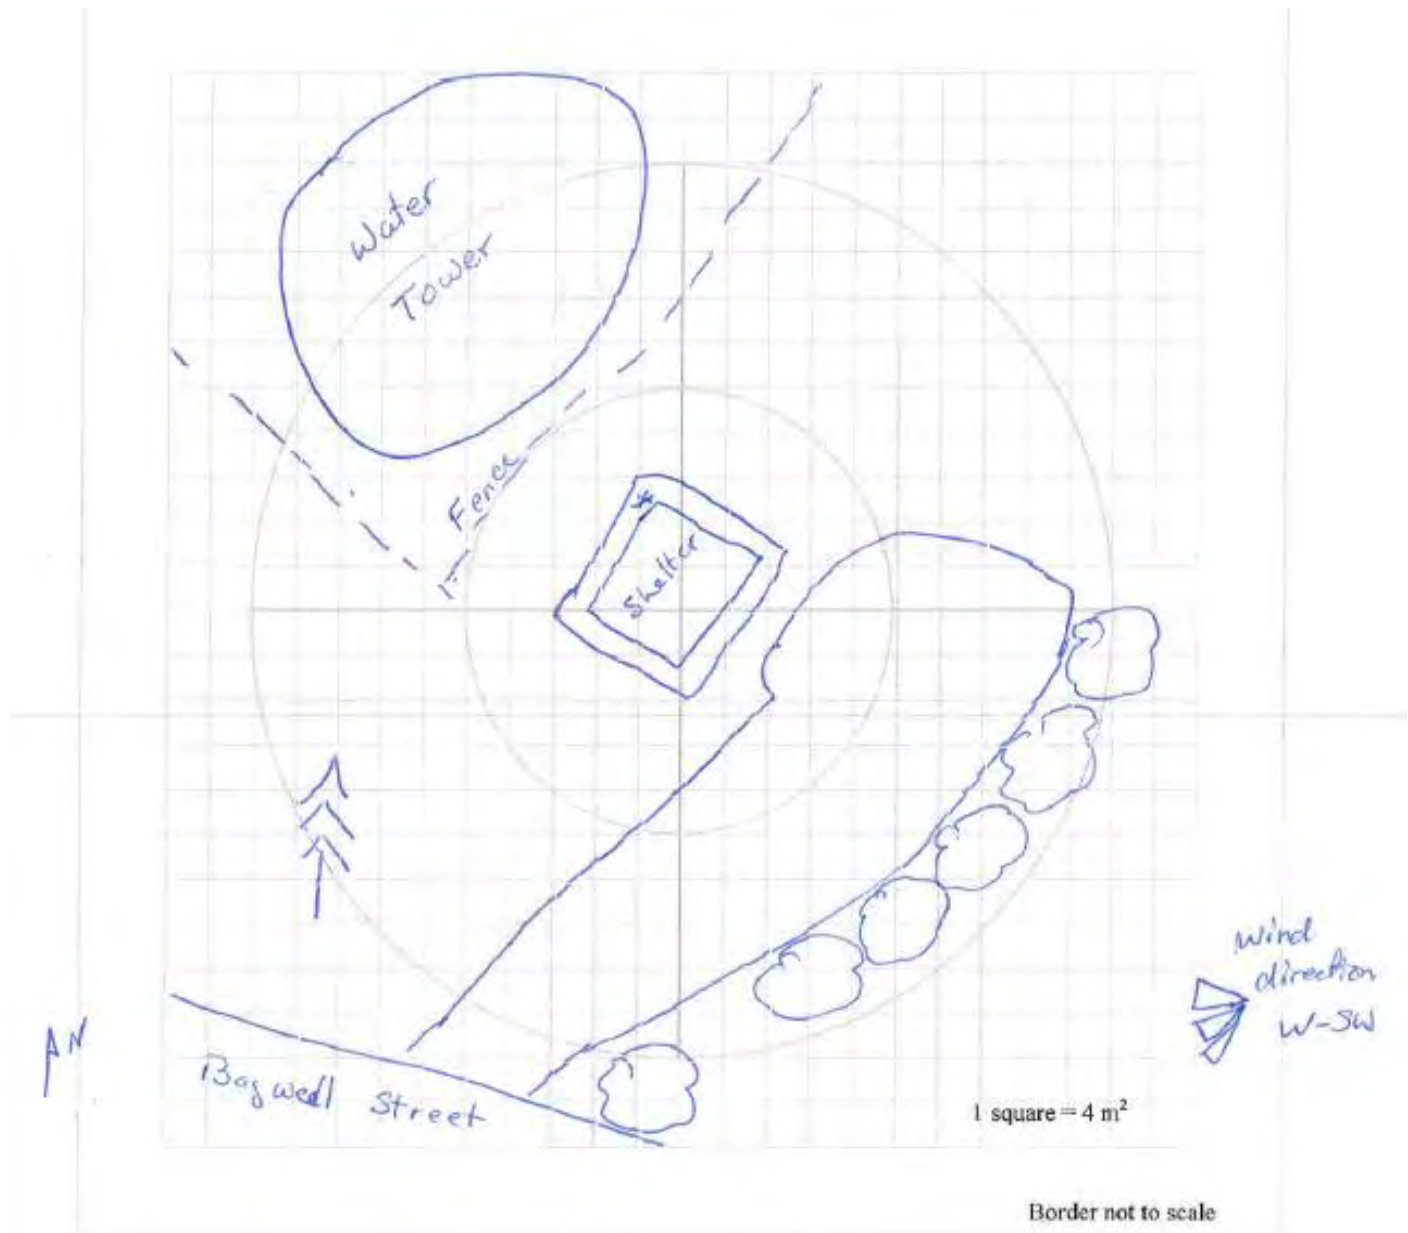 Water
Tower
Fence
Shelter
Wind
direction
W-SW
N
Bagwell Street
1 square = 4 m²
Border not to scale